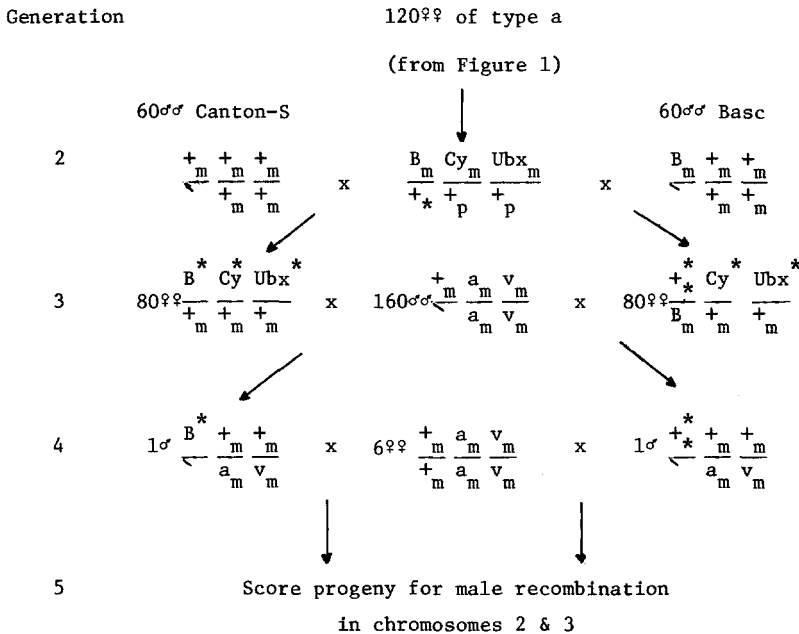 Generation 120♀♀ of type a
(from Figure 1)
60♂♂ Canton-S 60♂♂ Basc
2 +m +m +m x Bm Cym Ubxm x Bm +m +m
+m +m +* +p +p +m +m
3 80♀♀ B* Cy* Ubx* x 160♂♂ +m am vm x 80♀♀ +** Cy* Ubx*
+m +m +m am vm Bm +m +m
4 1♂ B* +m +m x 6♀♀ +m am vm x 1♂ +** +m +m
am vm +m am vm am vm
5 Score progeny for male recombination
in chromosomes 2 & 3